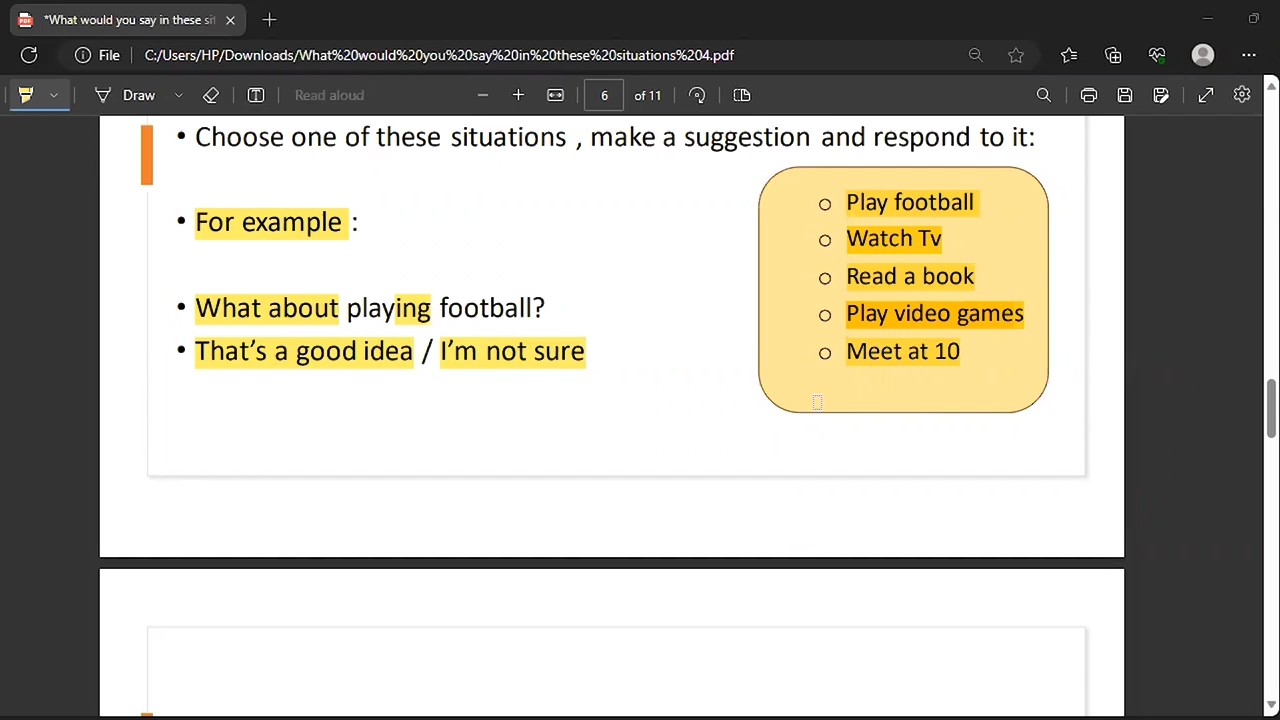 *What would you say in these sit
File
C:/Users/HP/Downloads/What%20would%20you%20say%20in%20these%20situations%204.pdf
Draw
Read aloud
6
of 11
• Choose one of these situations , make a suggestion and respond to it:
• For example :
• What about playing football?
• That's a good idea / I'm not sure
○ Play football
○ Watch Tv
○ Read a book
○ Play video games
○ Meet at 10